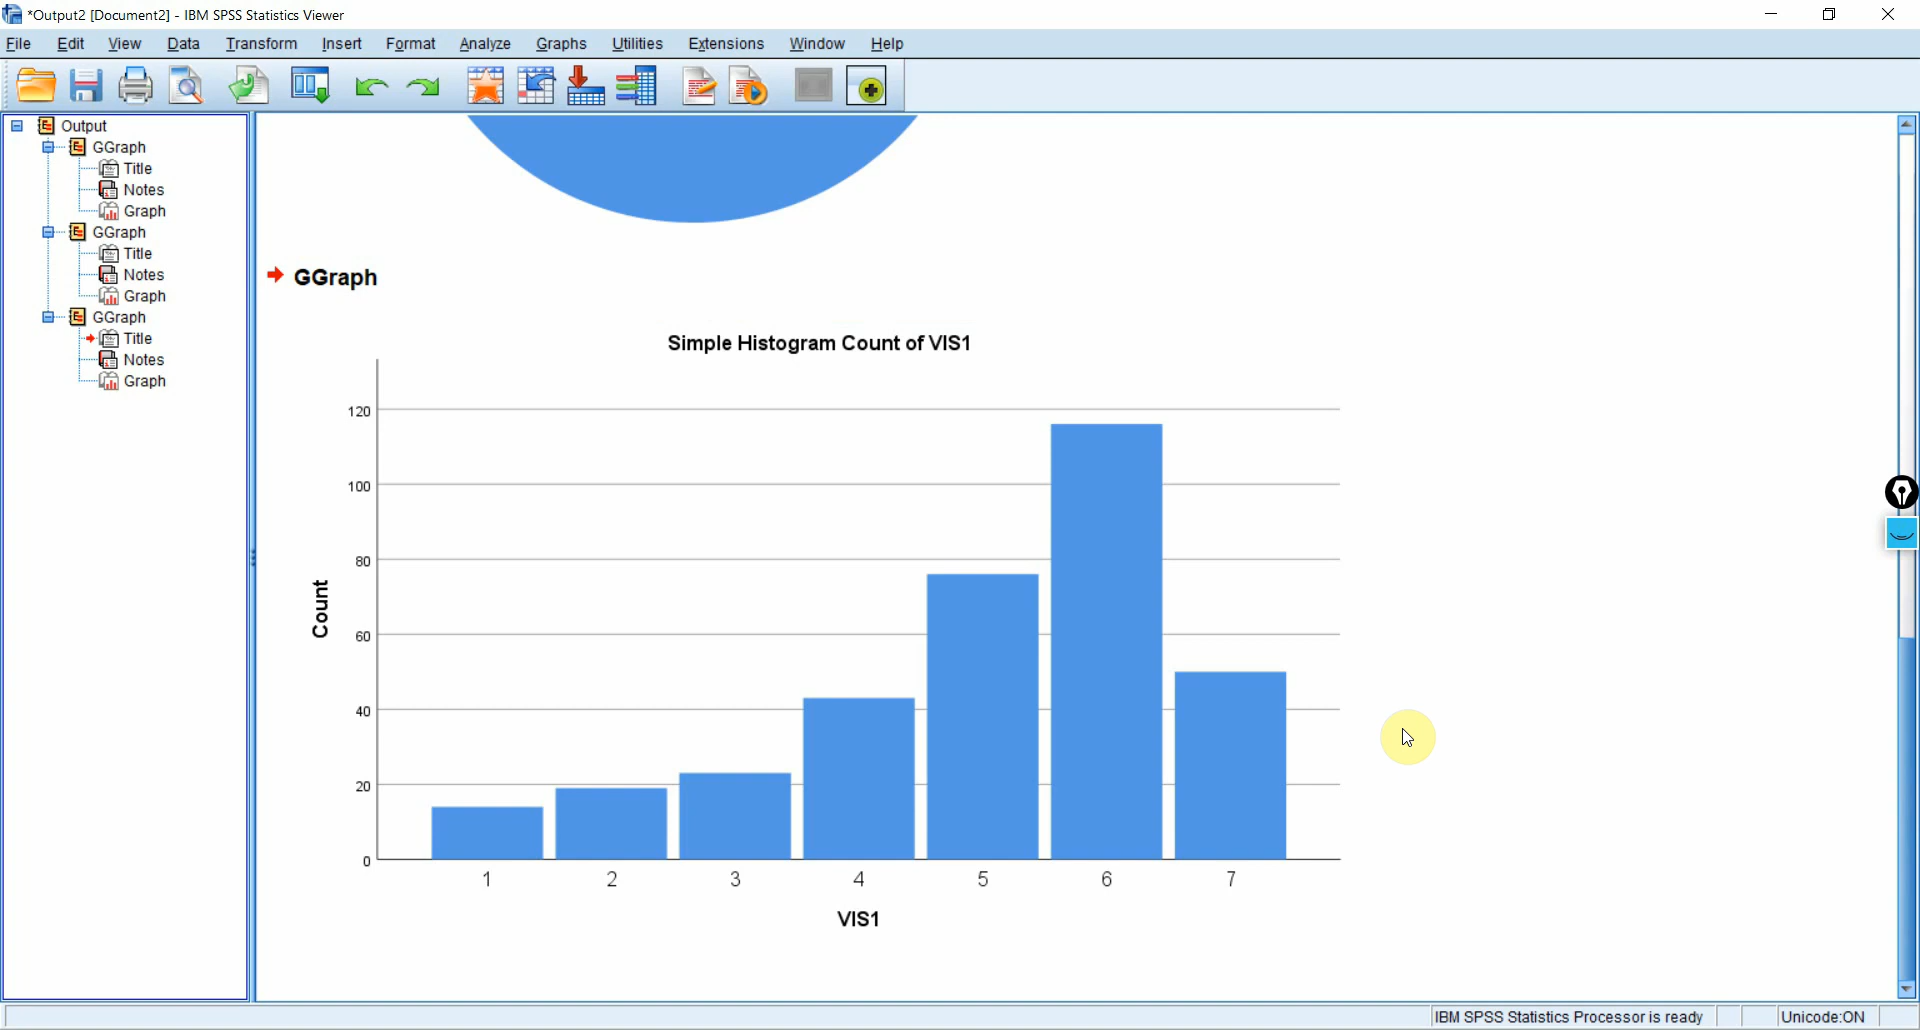 *Output2 [Document2] - IBM SPSS Statistics Viewer
File Edit View Data Transform Insert Format Analyze Graphs Utilities Extensions Window Help
Output
GGraph
Title
Notes
Graph
GGraph
Title
Notes
Graph
GGraph
Title
Notes
Graph
GGraph
Simple Histogram Count of VIS1
120
100
80
60
40
20
0
Count
1 2 3 4 5 6 7
VIS1
IBM SPSS Statistics Processor is ready
Unicode:ON